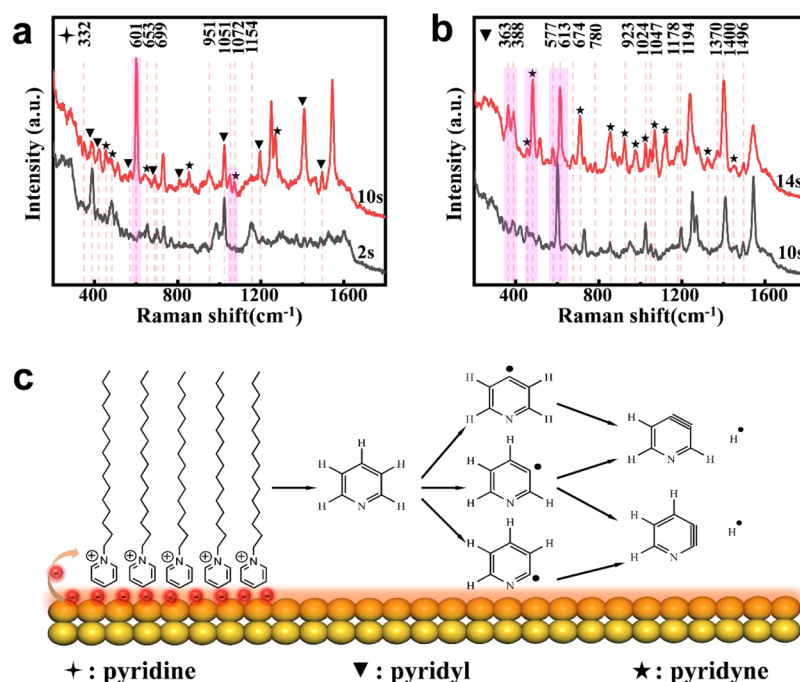 a
332
601
653
699
951
1051
1072
1154
Intensity (a.u.)
10s
2s
400 800 1200 1600
Raman shift(cm-1)
b
363
388
577
613
674
780
923
1024
1047
1178
1194
1370
1400
1496
Intensity (a.u.)
14s
10s
400 800 1200 1600
Raman shift(cm-1)
c
N N N N N
H
H H
H N H
H H
H N H
H
H
N H
H H
H
H N
H
H N H
H
H
H
H N
H
: pyridine : pyridyl : pyridyne